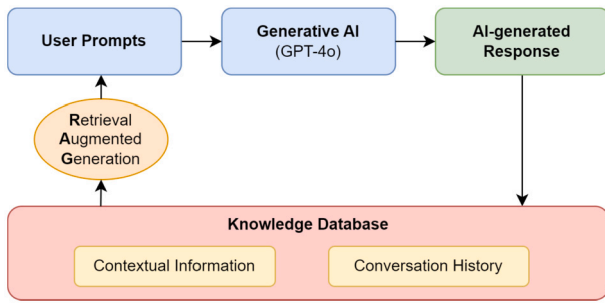 User Prompts
Generative AI
(GPT-4o)
AI-generated
Response
Retrieval
Augmented
Generation
Knowledge Database
Contextual Information
Conversation History